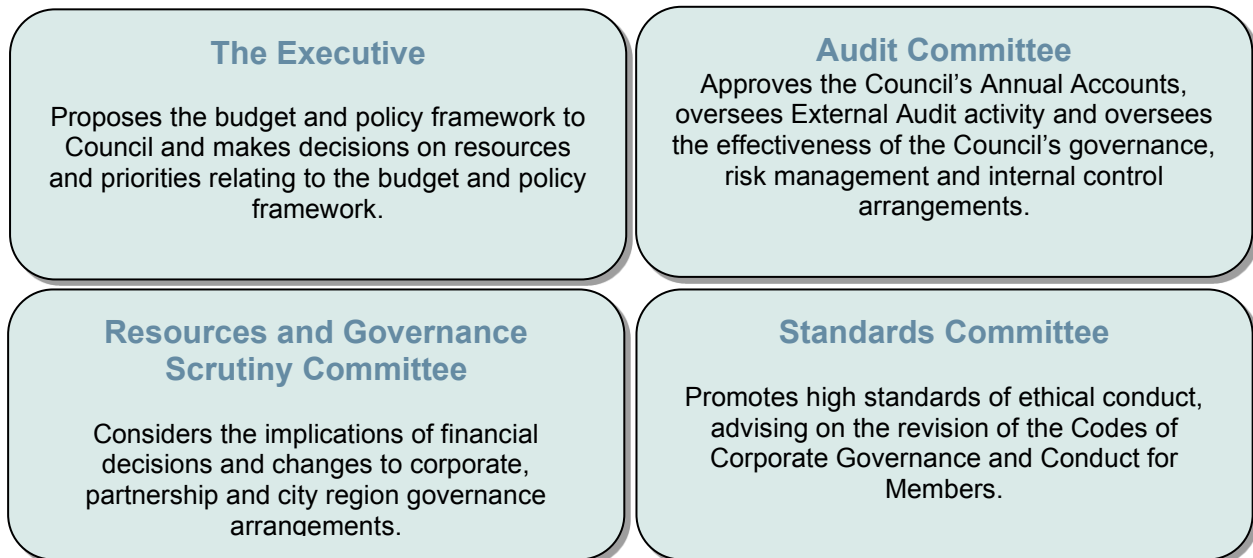 The Executive
Proposes the budget and policy framework to
Council and makes decisions on resources
and priorities relating to the budget and policy
framework.
Audit Committee
Approves the Council’s Annual Accounts,
oversees External Audit activity and oversees
the effectiveness of the Council’s governance,
risk management and internal control
arrangements.
Resources and Governance
Scrutiny Committee
Considers the implications of financial
decisions and changes to corporate,
partnership and city region governance
arrangements.
Standards Committee
Promotes high standards of ethical conduct,
advising on the revision of the Codes of
Corporate Governance and Conduct for
Members.